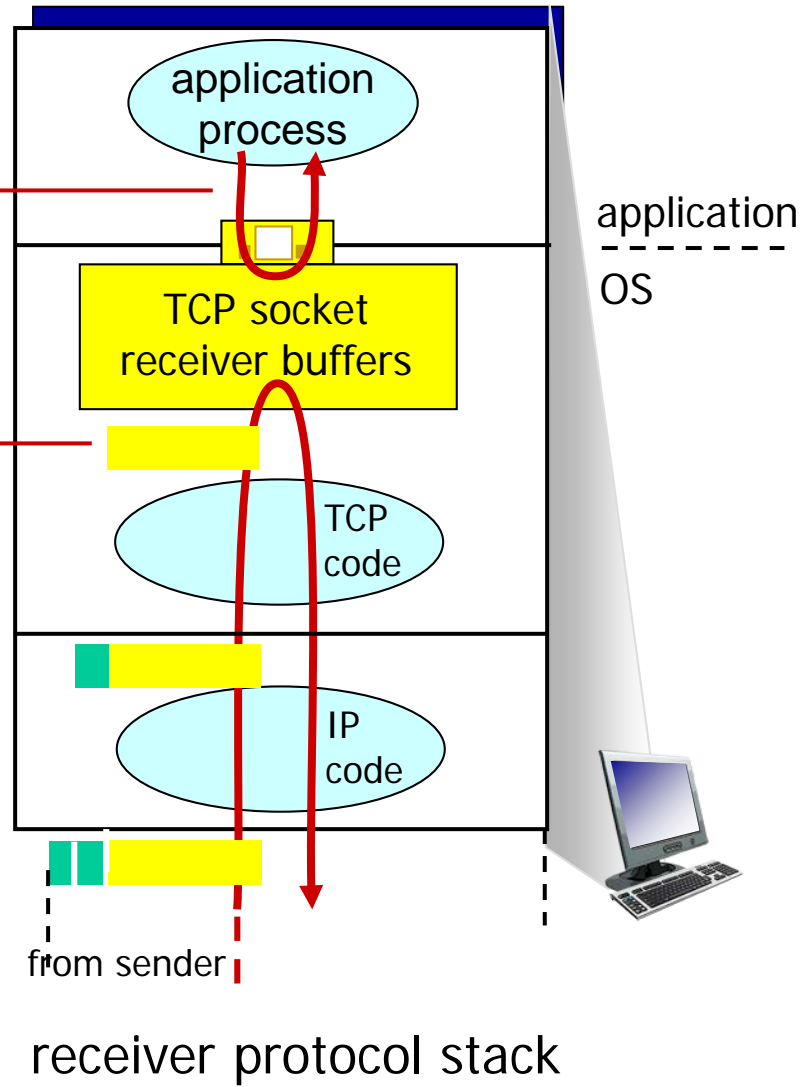 application
process
application
OS
TCP socket
receiver buffers
TCP
code
IP
code
from sender
receiver protocol stack